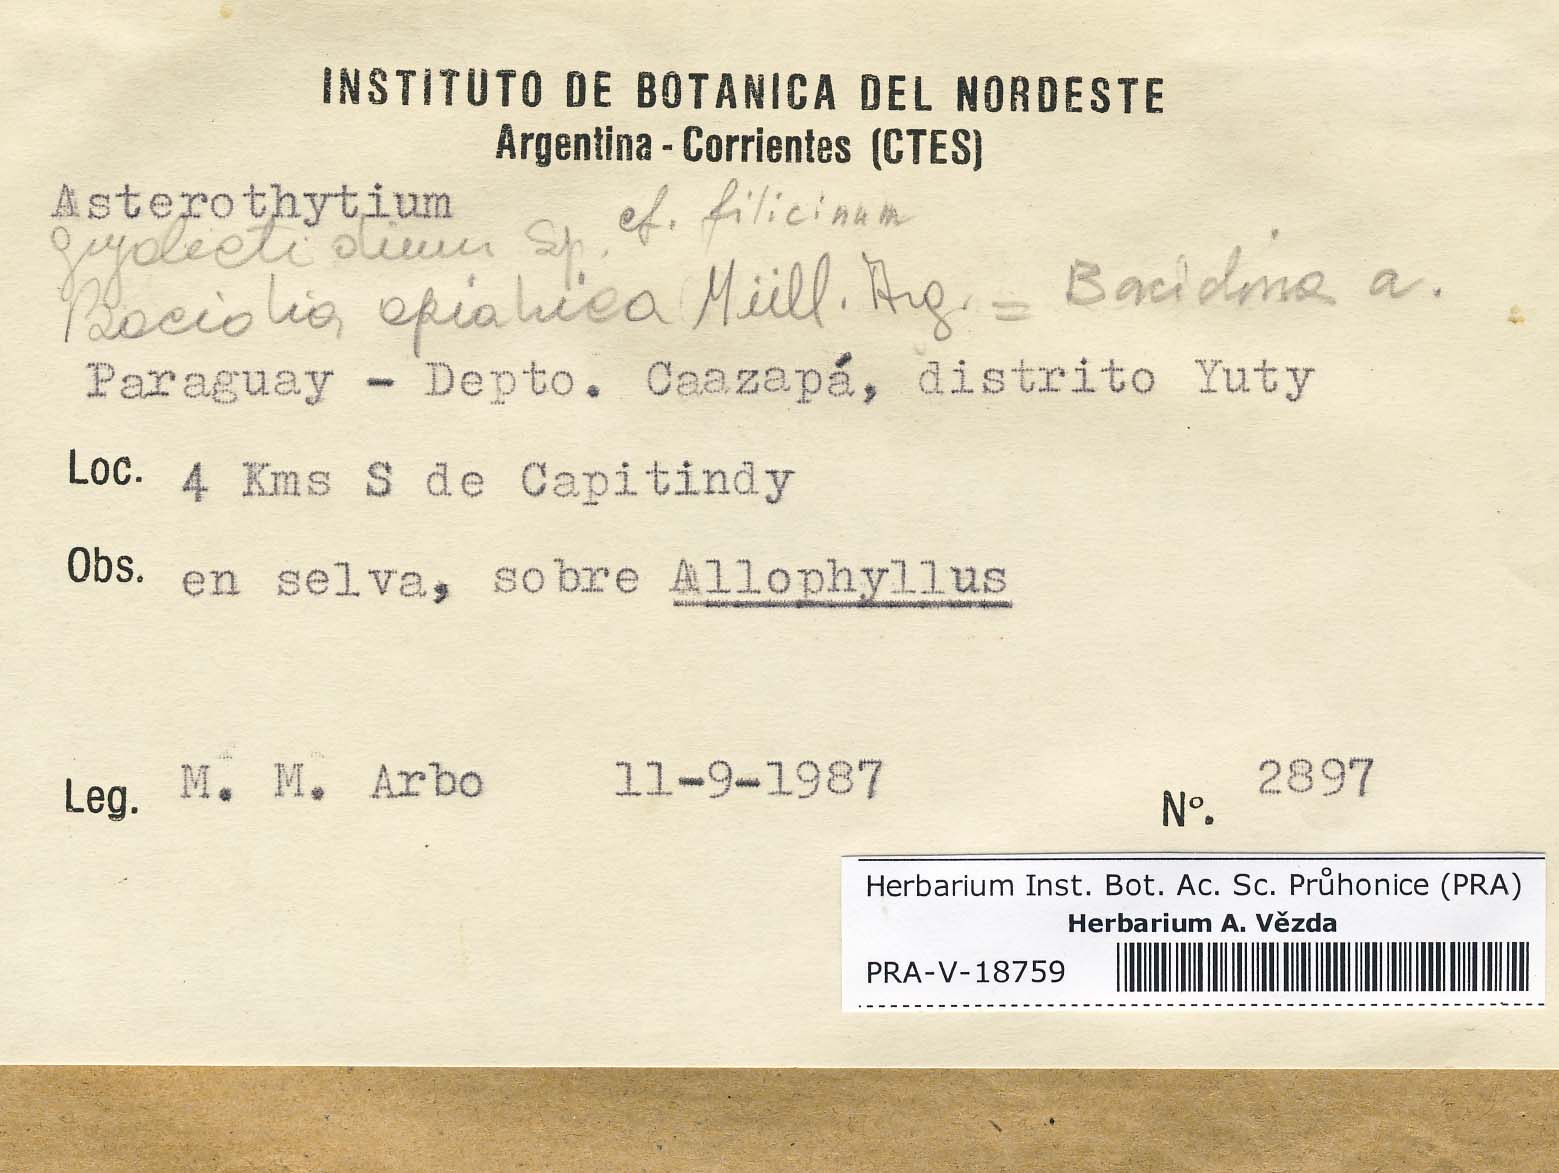 INSTITUTO DE BOTANICA DEL NORDESTE
Argentina - Corrientes (CTES)
Asterothytium
sp. cf. filicinum
Bacidia apiahica Müll. Arg. = Bacidina a.
Paraguay - Depto. Caazapá, distrito Yuty
Loc. 4 Kms S de Capitindy
Obs. en selva, sobre Allophyllus
Leg. M. M. Arbo 11-9-1987 Nº. 2897
Herbarium Inst. Bot. Ac. Sc. Průhonice (PRA)
Herbarium A. Vězda
PRA-V-18759